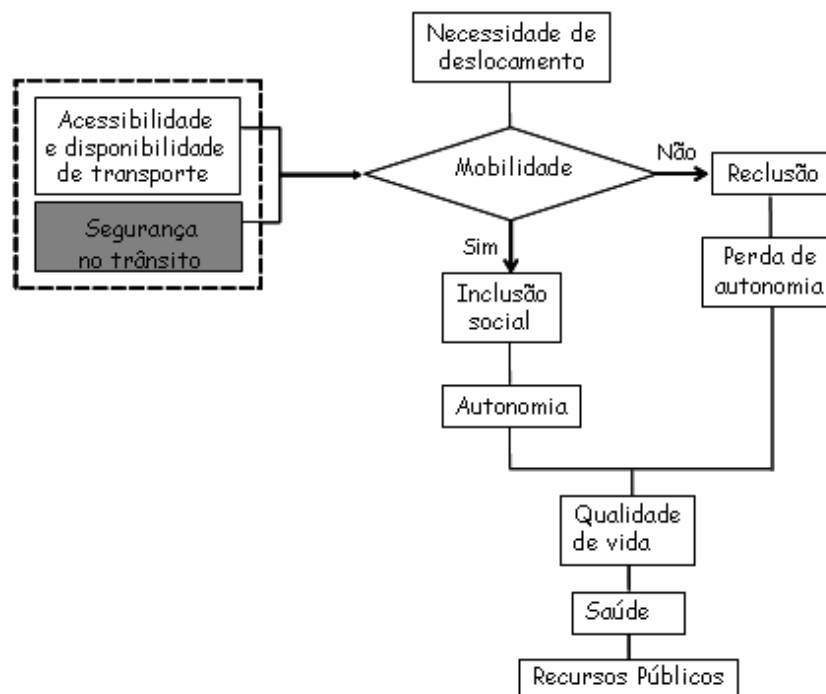 Necessidade de
deslocamento
Acessibilidade
e disponibilidade
de transporte
Segurança
no trânsito
Mobilidade
Não
Reclusão
Sim
Perda de
autonomia
Inclusão
social
Autonomia
Qualidade
de vida
Saúde
Recursos Públicos